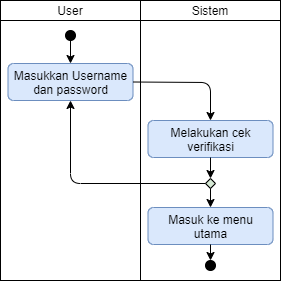 User
Sistem
Masukkan Username
dan password
Melakukan cek
verifikasi
Masuk ke menu
utama